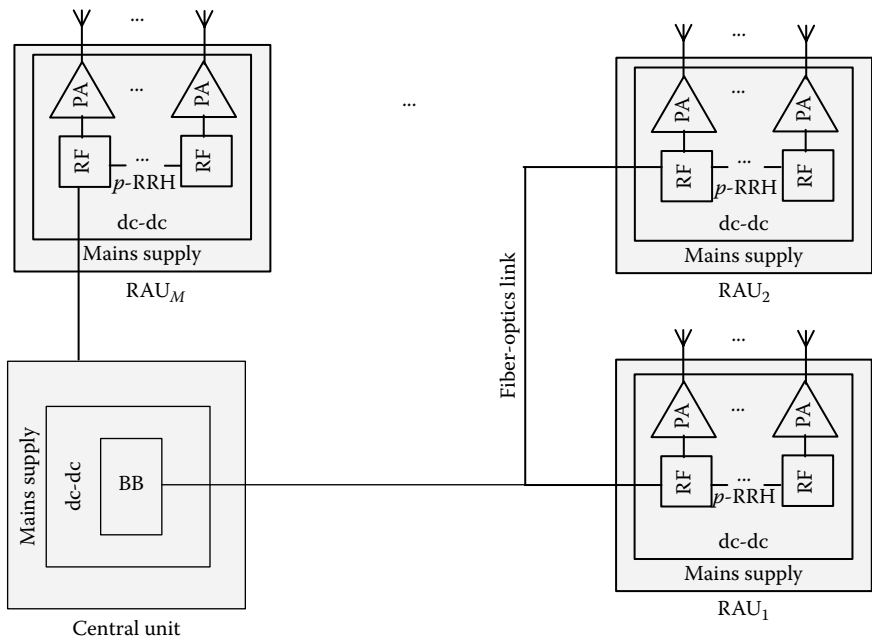 ...
PA
...
PA
RF
...
RF
p-RRH
dc-dc
Mains supply
RAU_M
...
...
PA
...
PA
RF
...
RF
p-RRH
dc-dc
Mains supply
RAU_2
Fiber-optics link
Mains supply
dc-dc
BB
Central unit
...
PA
...
PA
RF
...
RF
p-RRH
dc-dc
Mains supply
RAU_1